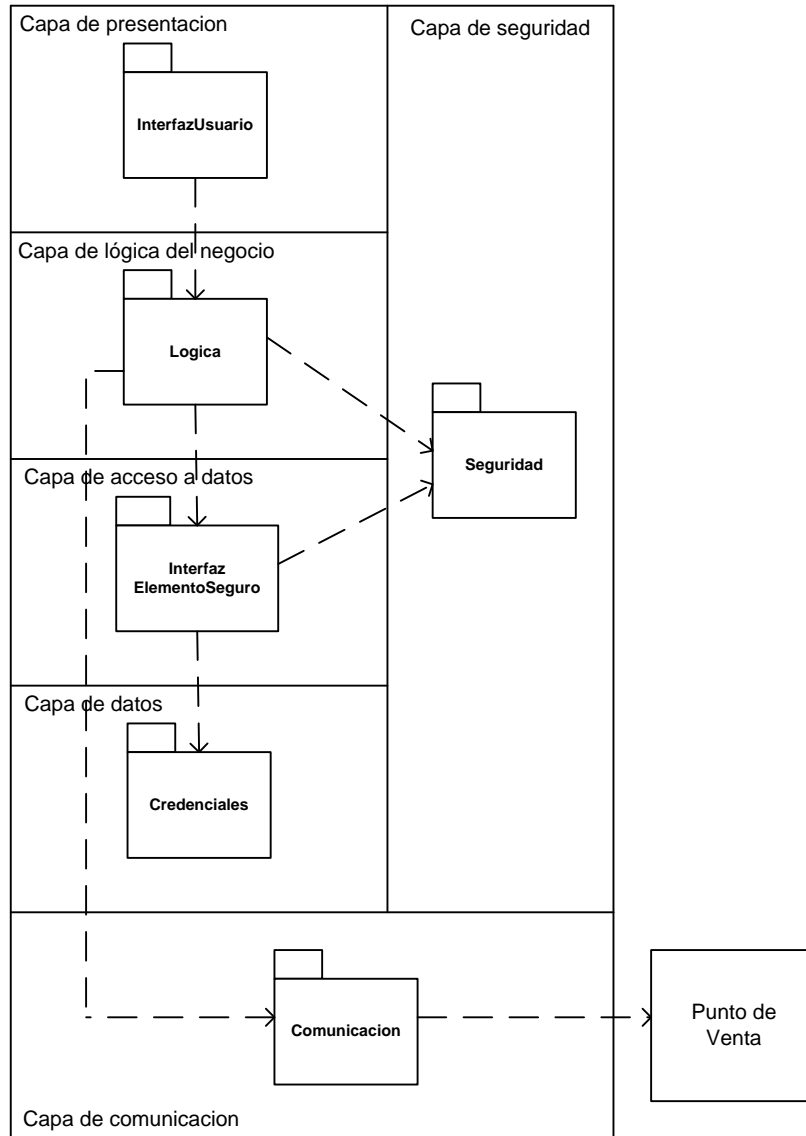 Capa de presentacion
Capa de seguridad
InterfazUsuario
Capa de lógica del negocio
Logica
Seguridad
Capa de acceso a datos
Interfaz
ElementoSeguro
Capa de datos
Credenciales
Comunicacion
Punto de
Venta
Capa de comunicacion